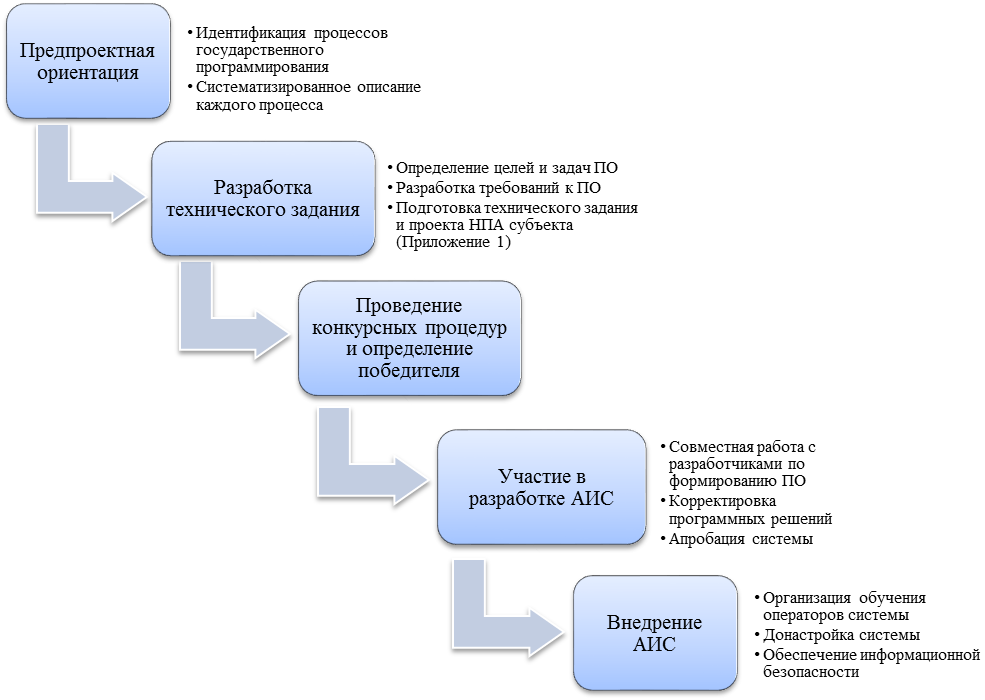 Предпроектная
ориентация
• Идентификация процессов
государственного
программирования
• Систематизированное описание
каждого процесса
Разработка
технического задания
• Определение целей и задач ПО
• Разработка требований к ПО
• Подготовка технического задания
и проекта НПА субъекта
(Приложение 1)
Проведение
конкурсных процедур
и определение
победителя
Участие в
разработке АИС
• Совместная работа с
разработчиками по
формированию ПО
• Корректировка
программных решений
• Апробация системы
Внедрение
АИС
• Организация обучения
операторов системы
• Донастройка системы
• Обеспечение информационной
безопасности